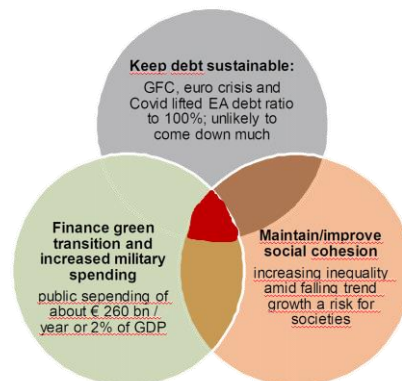 Keep debt sustainable:
GFC, euro crisis and
Covid lifted EA debt ratio
to 100%; unlikely to
come down much
Finance green
transition and
increased military
spending
public sepending of
about € 260 bn /
year or 2% of GDP
Maintain/improve
social cohesion
increasing inequality
amid falling trend
growth a risk for
societies